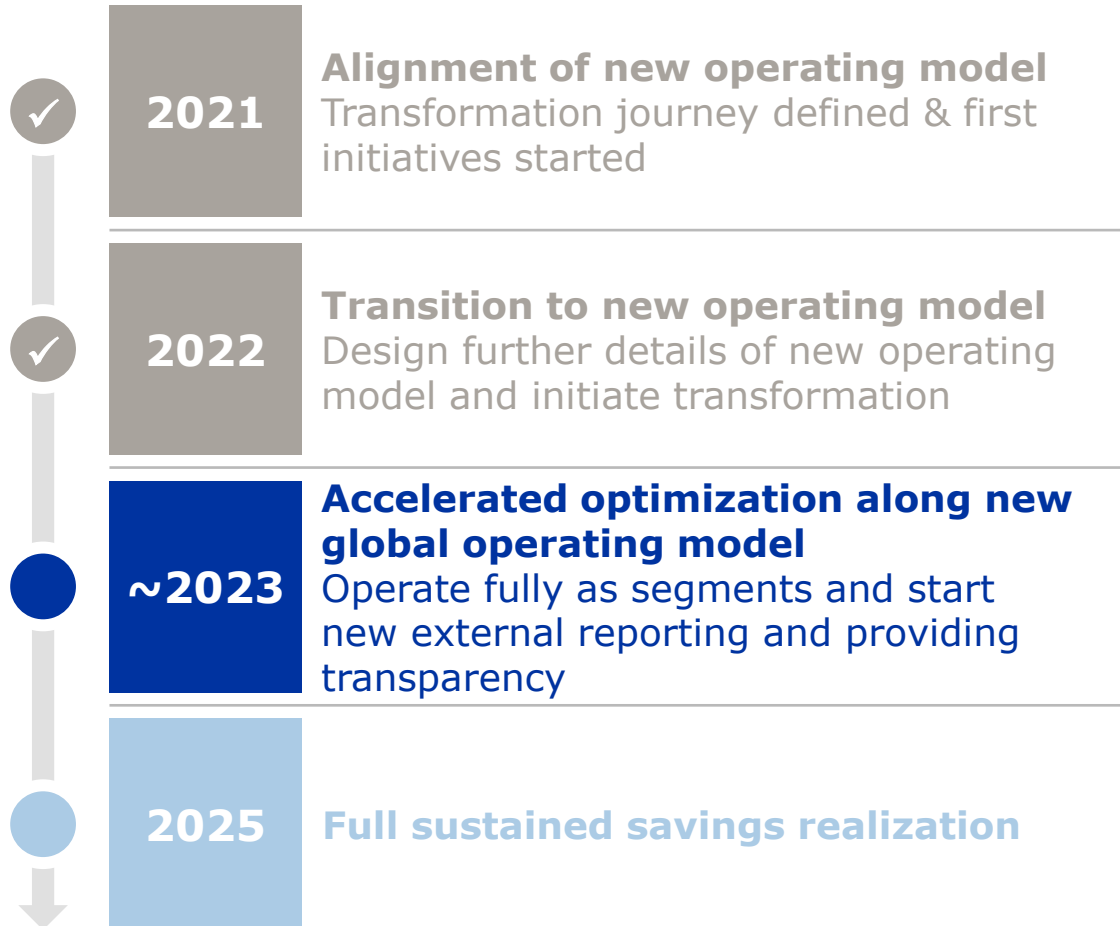 2021
Alignment of new operating model
Transformation journey defined & first
initiatives started
2022
Transition to new operating model
Design further details of new operating
model and initiate transformation
~2023
Accelerated optimization along new
global operating model
Operate fully as segments and start
new external reporting and providing
transparency
2025
Full sustained savings realization